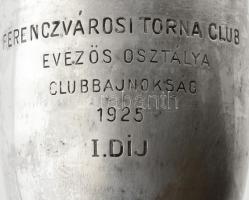 FERENCZVÁROSI TORNA CLUB
EVEZŐS OSZTÁLYA
CLUBBAJNOKSÁG
1925
I. DÍJ